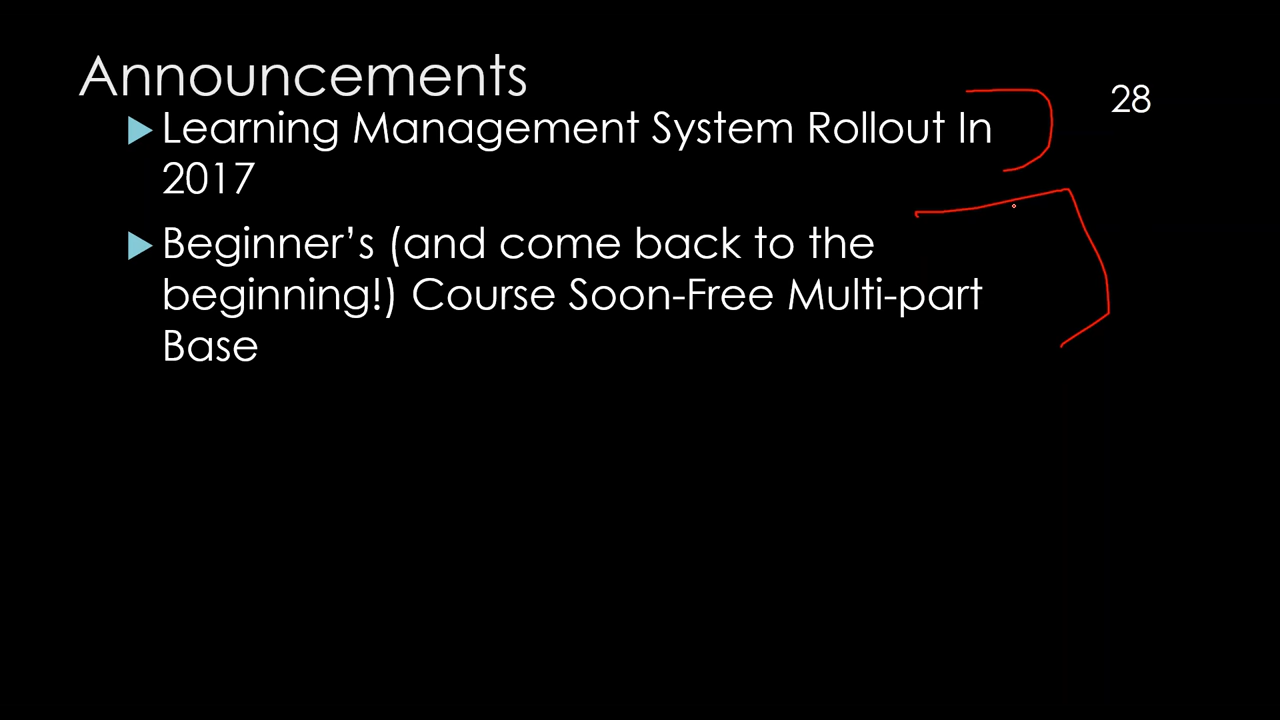 Announcements
28
Learning Management System Rollout In
2017
Beginner’s (and come back to the
beginning!) Course Soon-Free Multi-part
Base